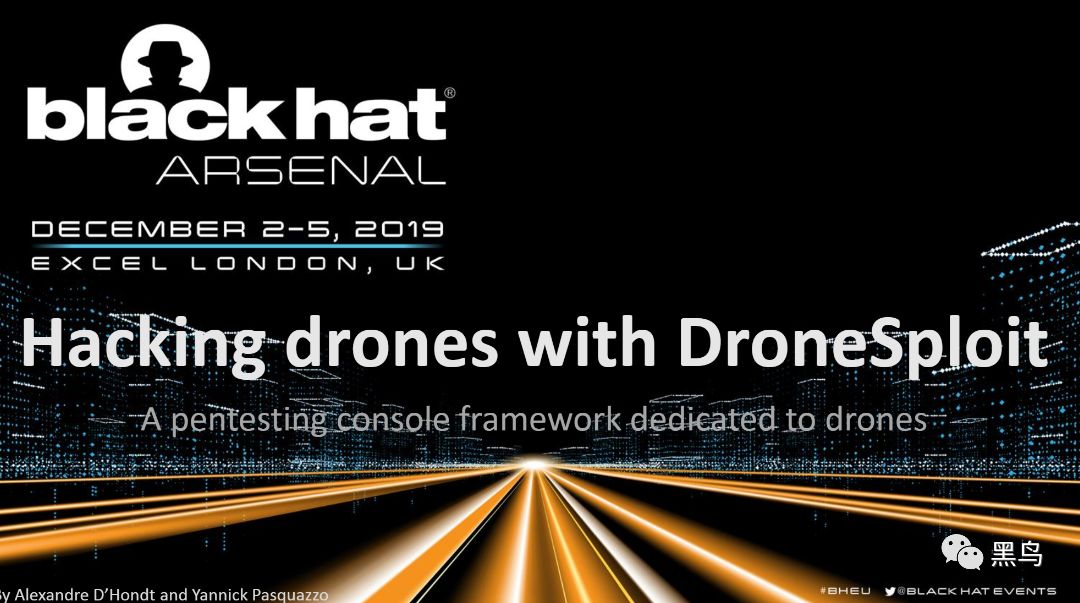 black hat®
ARSENAL
DECEMBER 2-5, 2019
EXCEL LONDON, UK
Hacking drones with DroneSploit
A pentesting console framework dedicated to drones
黑鸟
By Alexandre D’Hondt and Yannick Pasquazzo
#BHEU @BLACK HAT EVENTS